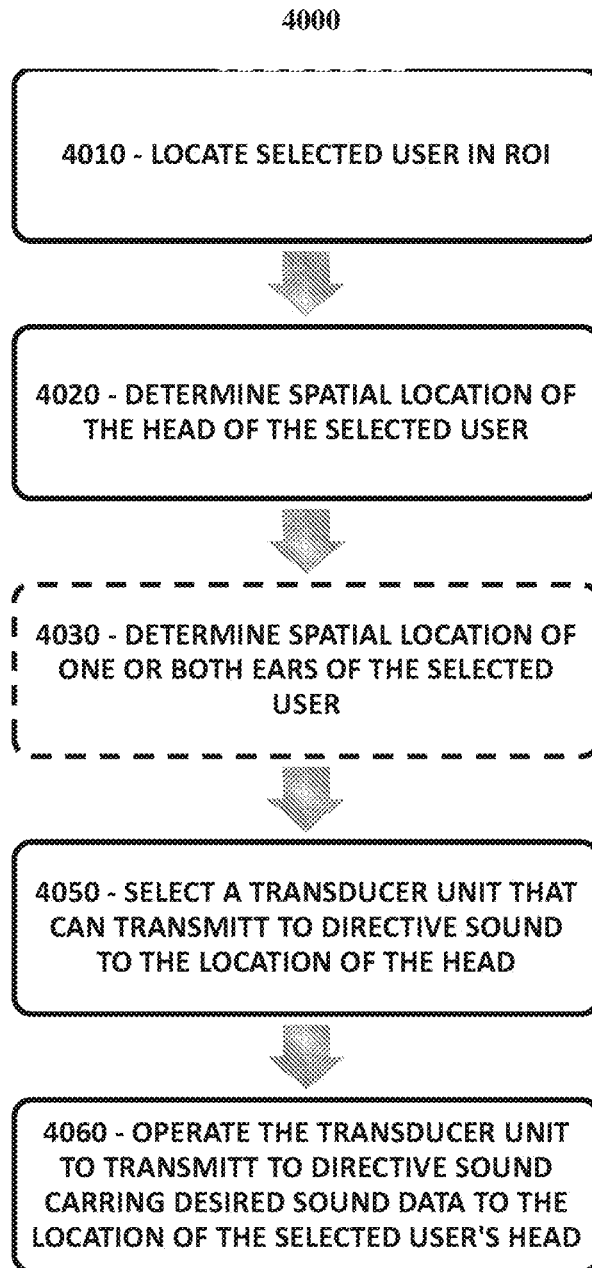 4000
4010 - LOCATE SELECTED USER IN ROI
4020 - DETERMINE SPATIAL LOCATION OF
THE HEAD OF THE SELECTED USER
4030 - DETERMINE SPATIAL LOCATION OF
ONE OR BOTH EARS OF THE SELECTED
USER
4050 - SELECT A TRANSDUCER UNIT THAT
CAN TRANSMITT TO DIRECTIVE SOUND
TO THE LOCATION OF THE HEAD
4060 - OPERATE THE TRANSDUCER UNIT
TO TRANSMITT TO DIRECTIVE SOUND
CARRING DESIRED SOUND DATA TO THE
LOCATION OF THE SELECTED USER'S HEAD